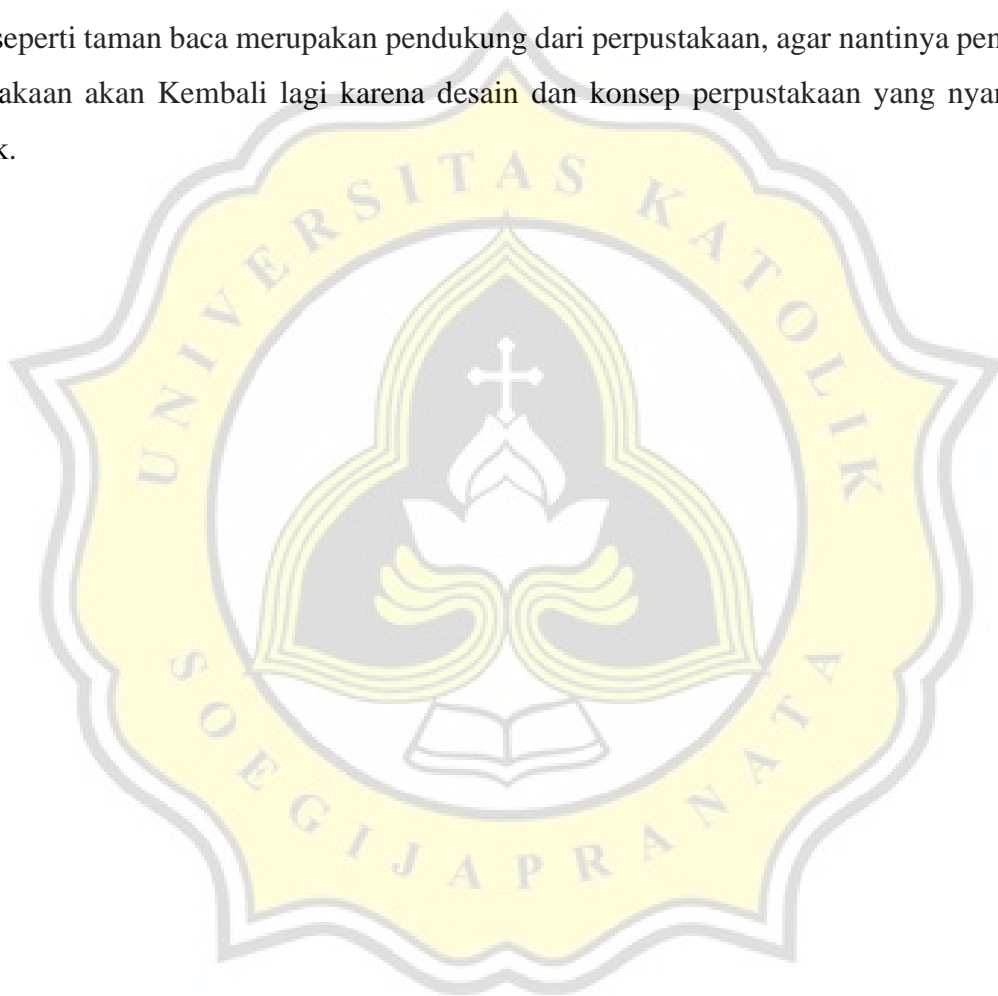 seperti taman baca merupakan pendukung dari perpustakaan, agar nantinya pen
akaan akan Kembali lagi karena desain dan konsep perpustakaan yang nyar
k.
UNIVERSITAS KATOLIK
SOEGIJAPRANATA